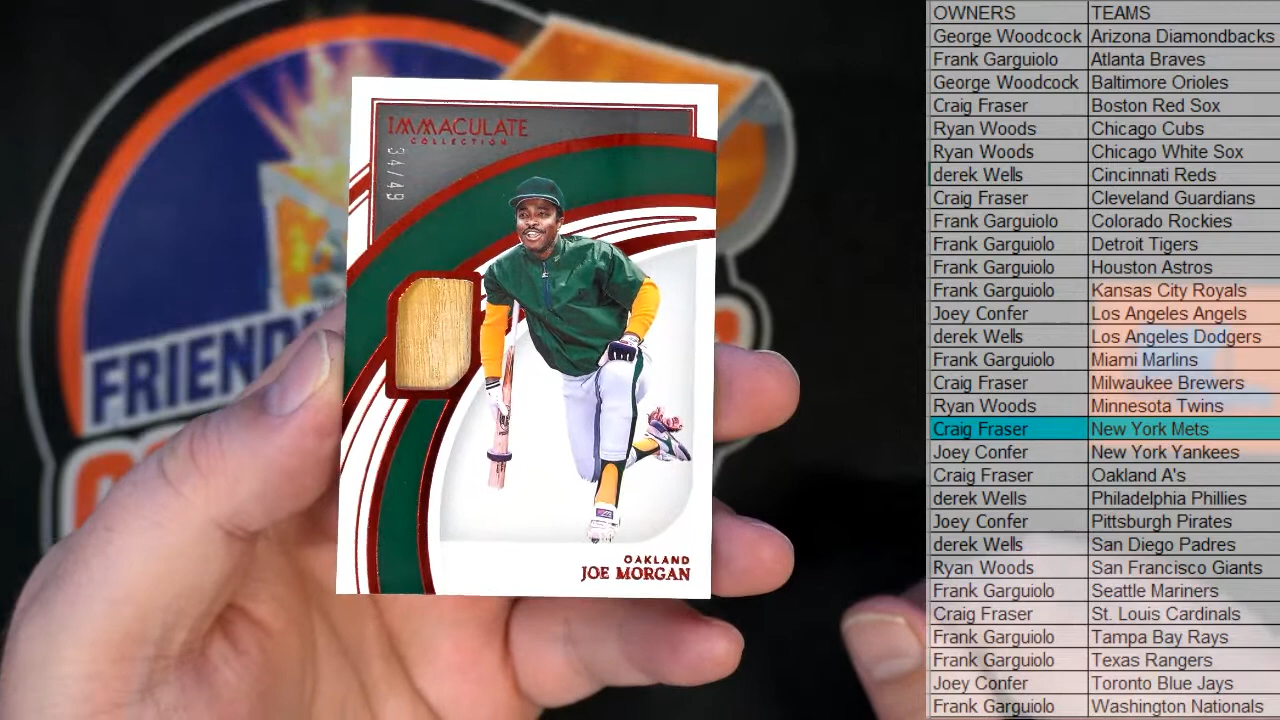 IMMACULATE
COLLECTION
34/49
FRIEND
OAKLAND
JOE MORGAN
OWNERS TEAMS
George Woodcock Arizona Diamondbacks
Frank Garguiolo Atlanta Braves
George Woodcock Baltimore Orioles
Craig Fraser Boston Red Sox
Ryan Woods Chicago Cubs
Ryan Woods Chicago White Sox
derek Wells Cincinnati Reds
Craig Fraser Cleveland Guardians
Frank Garguiolo Colorado Rockies
Frank Garguiolo Detroit Tigers
Frank Garguiolo Houston Astros
Frank Garguiolo Kansas City Royals
Joey Confer Los Angeles Angels
derek Wells Los Angeles Dodgers
Frank Garguiolo Miami Marlins
Craig Fraser Milwaukee Brewers
Ryan Woods Minnesota Twins
Craig Fraser New York Mets
Joey Confer New York Yankees
Craig Fraser Oakland A's
derek Wells Philadelphia Phillies
Joey Confer Pittsburgh Pirates
derek Wells San Diego Padres
Ryan Woods San Francisco Giants
Frank Garguiolo Seattle Mariners
Craig Fraser St. Louis Cardinals
Frank Garguiolo Tampa Bay Rays
Frank Garguiolo Texas Rangers
Joey Confer Toronto Blue Jays
Frank Garguiolo Washington Nationals